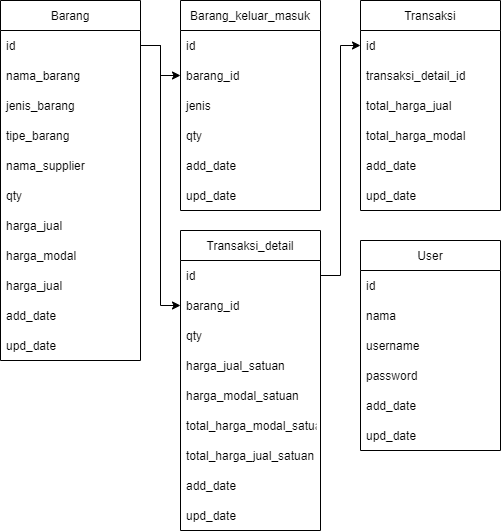 Barang
id
nama_barang
jenis_barang
tipe_barang
nama_supplier
qty
harga_jual
harga_modal
harga_jual
add_date
upd_date
Barang_keluar_masuk
id
barang_id
jenis
qty
add_date
upd_date
Transaksi
id
transaksi_detail_id
total_harga_jual
total_harga_modal
add_date
upd_date
Transaksi_detail
id
barang_id
qty
harga_jual_satuan
harga_modal_satuan
total_harga_modal_satua
total_harga_jual_satuan
add_date
upd_date
User
id
nama
username
password
add_date
upd_date